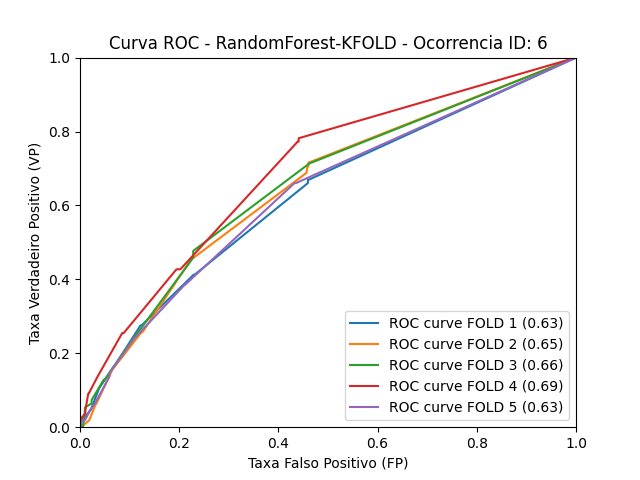 Curva ROC - RandomForest-KFOLD - Ocorrencia ID: 6
Taxa Verdadeiro Positivo (VP)
1.0
0.8
0.6
0.4
0.2
0.0
ROC curve FOLD 1 (0.63)
ROC curve FOLD 2 (0.65)
ROC curve FOLD 3 (0.66)
ROC curve FOLD 4 (0.69)
ROC curve FOLD 5 (0.63)
0.0 0.2 0.4 0.6 0.8 1.0
Taxa Falso Positivo (FP)